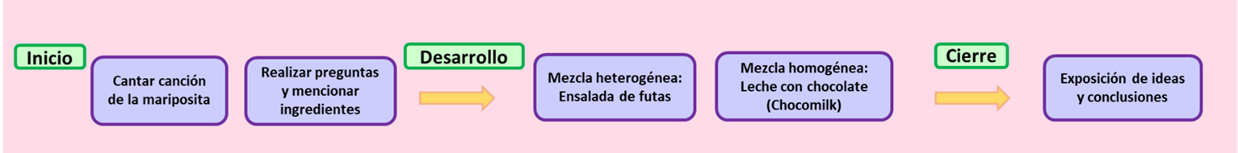 Inicio
Cantar canción
de la mariposita
Realizar preguntas
y mencionar
ingredientes
Desarrollo
Mezcla heterogénea:
Ensalada de futas
Mezcla homogénea:
Leche con chocolate
(Chocomilk)
Cierre
Exposición de ideas
y conclusiones